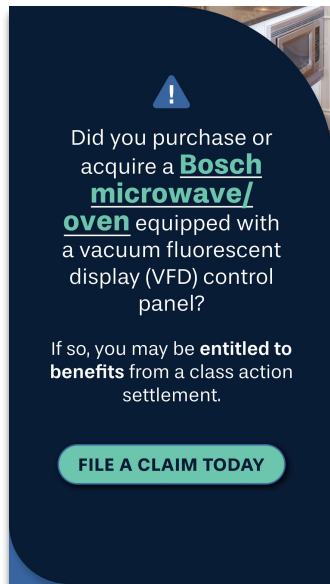 !
Did you purchase or
acquire a Bosch
microwave/
oven equipped with
a vacuum fluorescent
display (VFD) control
panel?
If so, you may be entitled to
benefits from a class action
settlement.
FILE A CLAIM TODAY